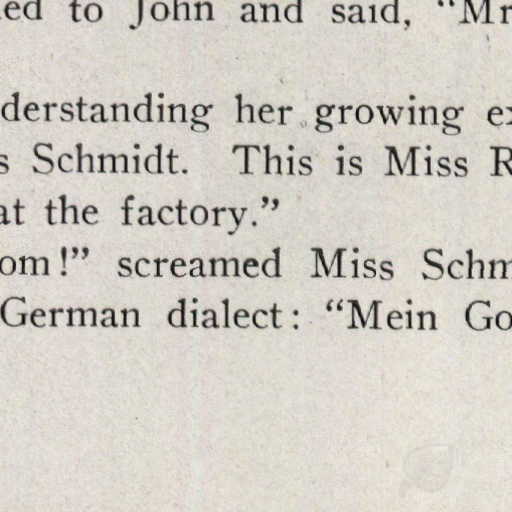 ed to John and said, "Mr
derstanding her growing ex
s Schmidt. This is Miss R
at the factory."
om!" screamed Miss Schm
German dialect: "Mein Go